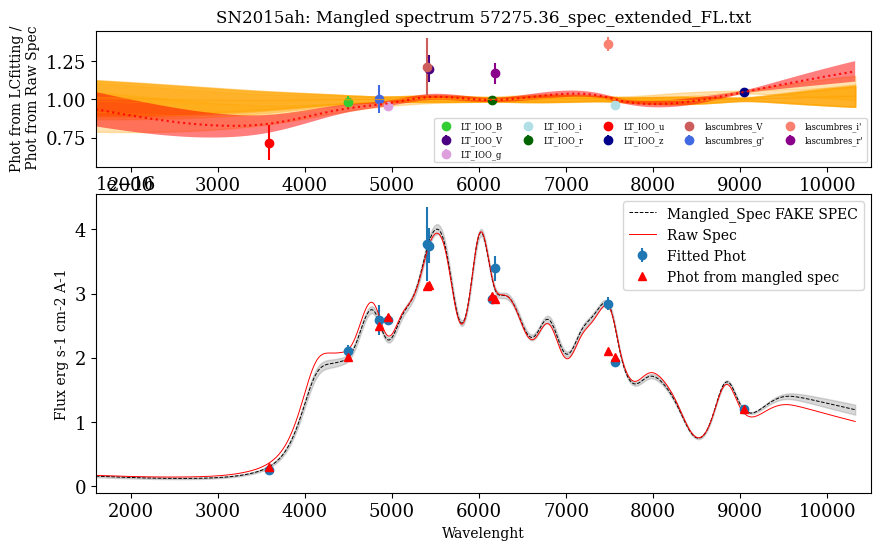 SN2015ah: Mangled spectrum 57275.36_spec_extended_FL.txt
Phot from LCfitting /
Phot from Raw Spec
1.25
1.00
0.75
LT_IOO_B LT_IOO_i LT_IOO_u lascumbres_V lascumbres_i'
LT_IOO_V LT_IOO_r LT_IOO_z lascumbres_g' lascumbres_r'
LT_IOO_g
2000 3000 4000 5000 6000 7000 8000 9000 10000
1e−16
Flux erg s-1 cm-2 A-1
4
3
2
1
0
Mangled_Spec FAKE SPEC
Raw Spec
Fitted Phot
Phot from mangled spec
2000 3000 4000 5000 6000 7000 8000 9000 10000
Wavelenght